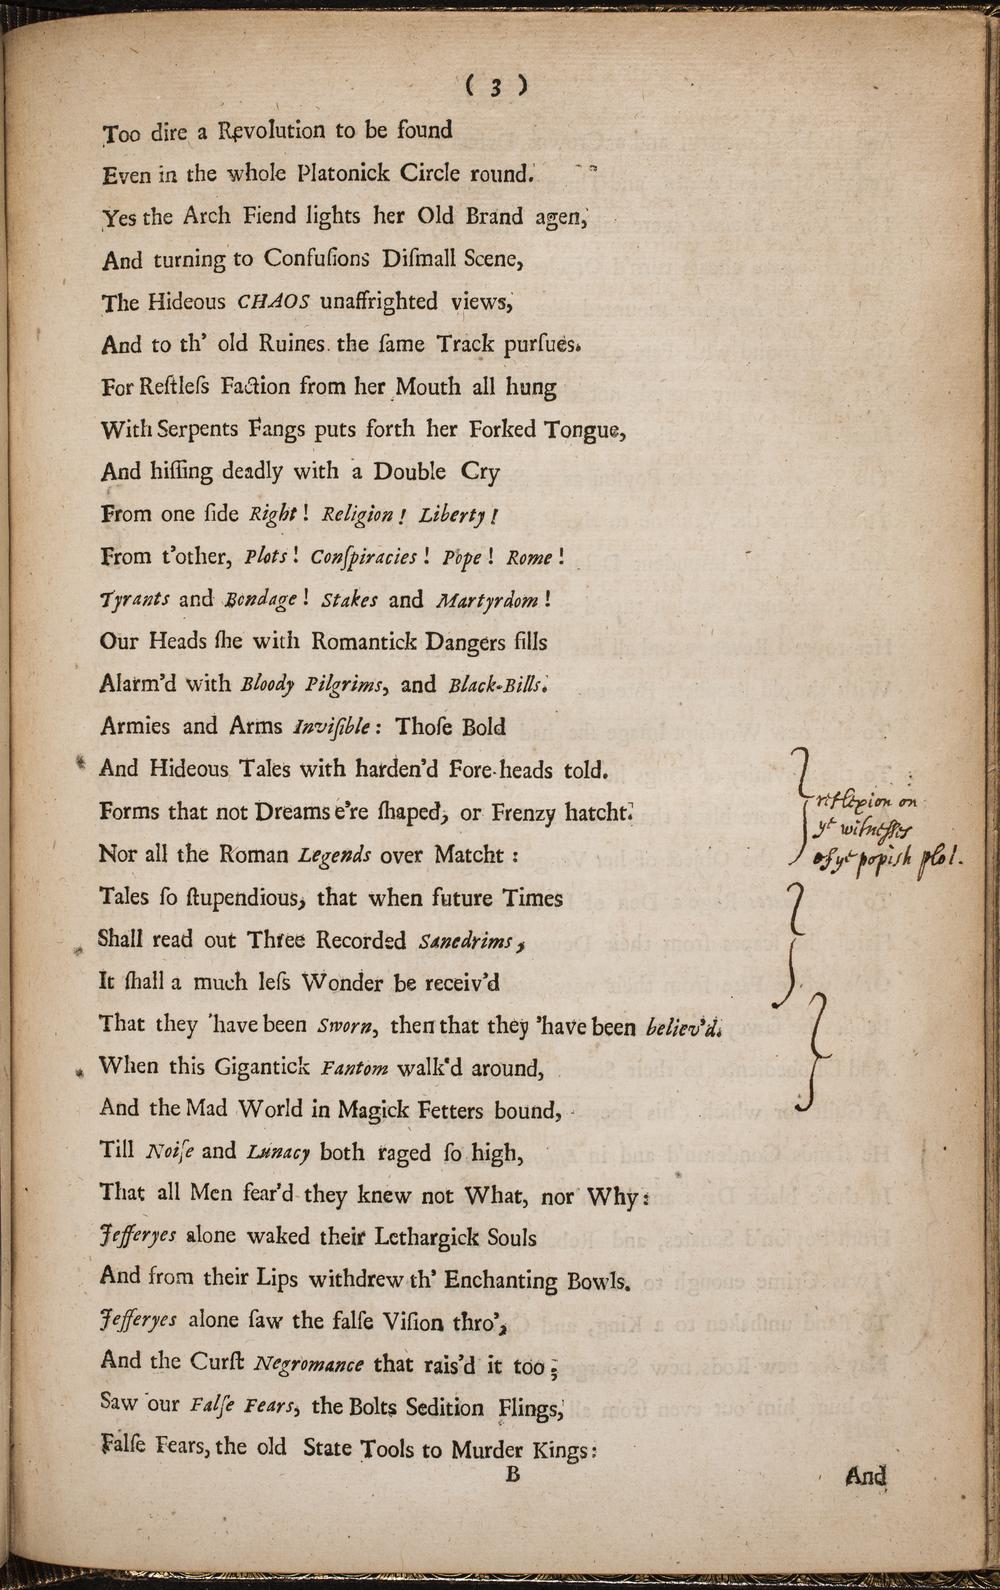 ( 3 )
Too dire a Revolution to be found
Even in the whole Platonick Circle round.
Yes the Arch Fiend lights her Old Brand agen,
And turning to Confuſions Diſmall Scene,
The Hideous CHAOS unaffrighted views,
And to th' old Ruines the ſame Track purſues.
For Reſtleſs Faction from her Mouth all hung
With Serpents Fangs puts forth her Forked Tongue,
And hiſſing deadly with a Double Cry
From one ſide Right! Religion! Liberty!
From t'other, Plots! Conſpiracies! Pope! Rome!
Tyrants and Bondage! Stakes and Martyrdom!
Our Heads ſhe with Romantick Dangers fills
Alarm'd with Bloody Pilgrims, and Black-Bills.
Armies and Arms Inviſible: Thoſe Bold
And Hideous Tales with harden'd Fore-heads told.
Forms that not Dreams e're ſhaped, or Frenzy hatcht.
reflexion on
ye witneſſes
of ye popish plot.
Nor all the Roman Legends over Matcht:
Tales ſo ſtupendious, that when future Times
Shall read out Three Recorded Sanedrims,
It ſhall a much leſs Wonder be receiv'd
That they 'have been Sworn, then that they 'have been believ'd.
When this Gigantick Fantom walk'd around,
And the Mad World in Magick Fetters bound,
Till Noiſe and Lunacy both raged ſo high,
That all Men fear'd they knew not What, nor Why:
Jefferyes alone waked their Lethargick Souls
And from their Lips withdrew th' Enchanting Bowls.
Jefferyes alone ſaw the falſe Viſion thro',
And the Curſt Negromance that rais'd it too;
Saw our Falſe Fears, the Bolts Sedition Flings,
Falſe Fears, the old State Tools to Murder Kings:
B
And